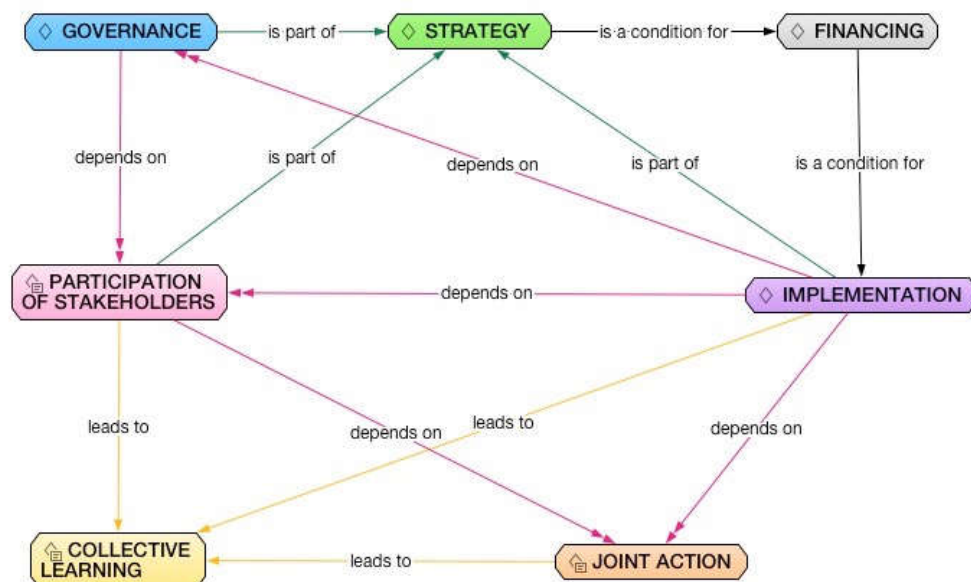 GOVERNANCE
is part of
STRATEGY
is a condition for
FINANCING
depends on
is part of
depends on
is part of
is a condition for
PARTICIPATION
OF STAKEHOLDERS
depends on
IMPLEMENTATION
leads to
depends on
leads to
depends on
COLLECTIVE
LEARNING
leads to
JOINT ACTION